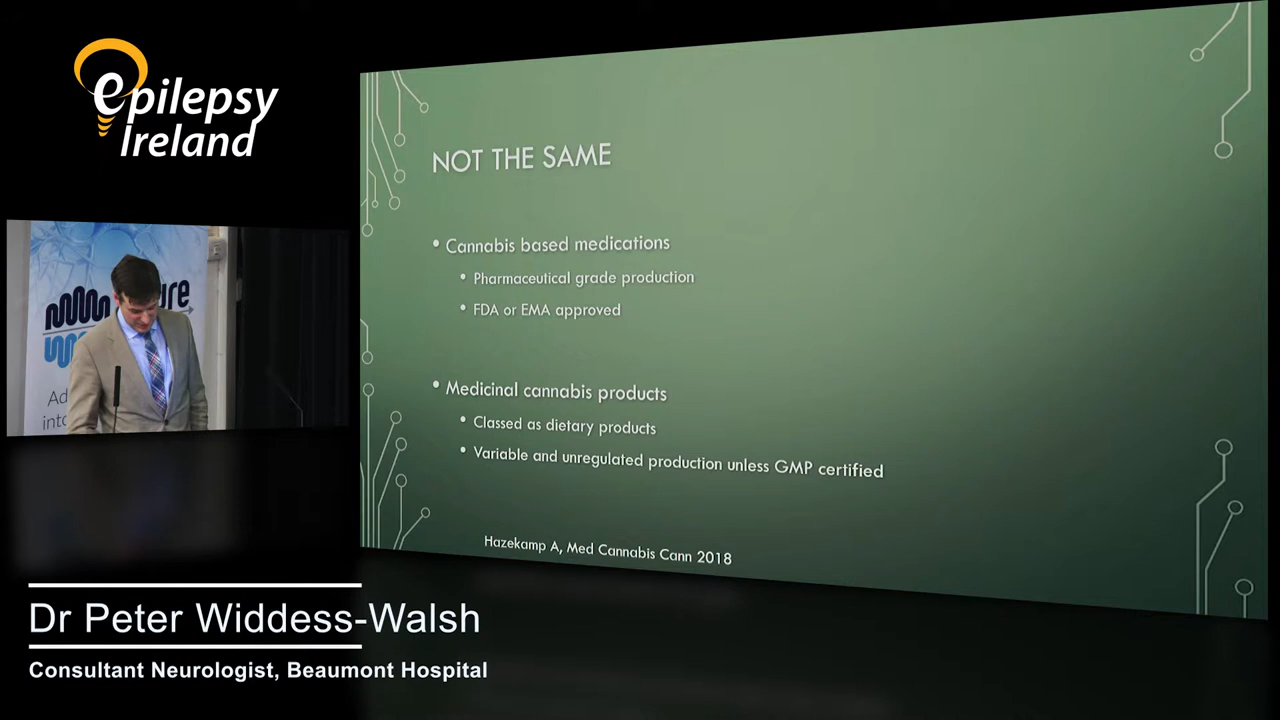 epilepsy
Ireland
NOT THE SAME
• Cannabis based medications
• Pharmaceutical grade production
• FDA or EMA approved
• Medicinal cannabis products
• Classed as dietary products
• Variable and unregulated production unless GMP certified
Hazekamp A, Med Cannabis Cann 2018
Ad
into
Dr Peter Widdess-Walsh
Consultant Neurologist, Beaumont Hospital